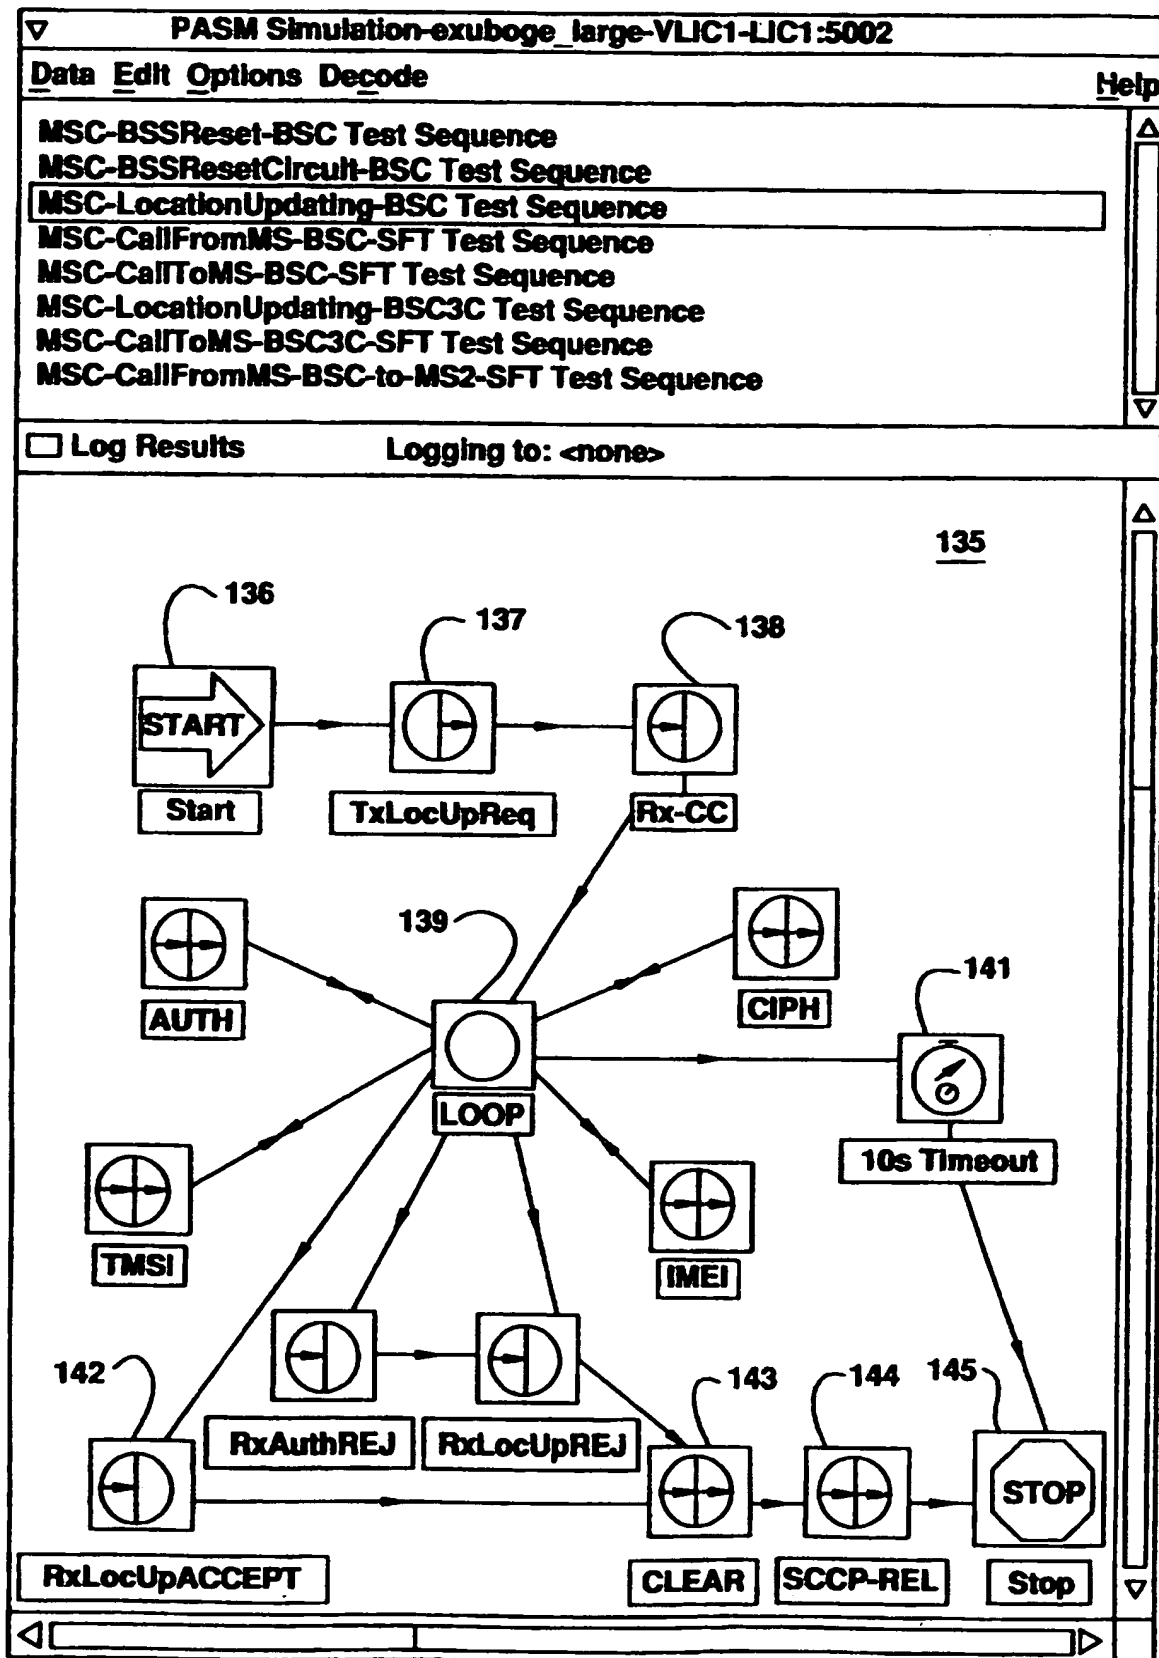 PASM Simulation-exuboge_large-VLIC1-LIC1:5002
Data Edit Options Decode Help
MSC-BSSReset-BSC Test Sequence
MSC-BSSResetCircuit-BSC Test Sequence
MSC-LocationUpdating-BSC Test Sequence
MSC-CallFromMS-BSC-SFT Test Sequence
MSC-CallToMS-BSC-SFT Test Sequence
MSC-LocationUpdating-BSC3C Test Sequence
MSC-CallToMS-BSC3C-SFT Test Sequence
MSC-CallFromMS-BSC-to-MS2-SFT Test Sequence
Log Results Logging to: <none>
135
136
137
138
START
Start
TxLocUpReq
Rx-CC
139
141
AUTH
CIPH
LOOP
10s Timeout
TMSI
IMEI
142
143
144
145
RxAuthREJ
RxLocUpREJ
STOP
RxLocUpACCEPT
CLEAR
SCCP-REL
Stop